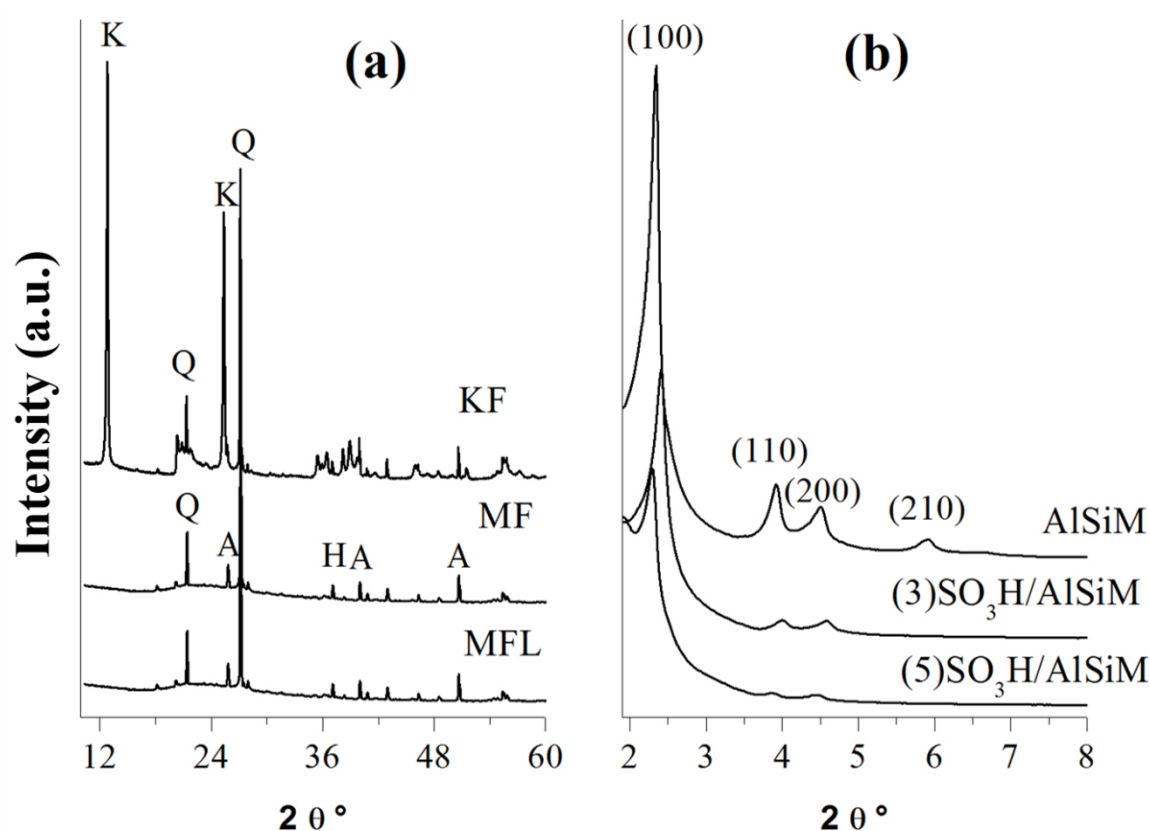 Intensity (a.u.)
(a)
K
Q
K
Q
KF
Q
A
H
A
A
MF
MFL
12 24 36 48 60
2 θ °
(b)
(100)
(110)
(200)
(210)
AlSiM
(3)SO₃H/AlSiM
(5)SO₃H/AlSiM
2 3 4 5 6 7 8
2 θ °